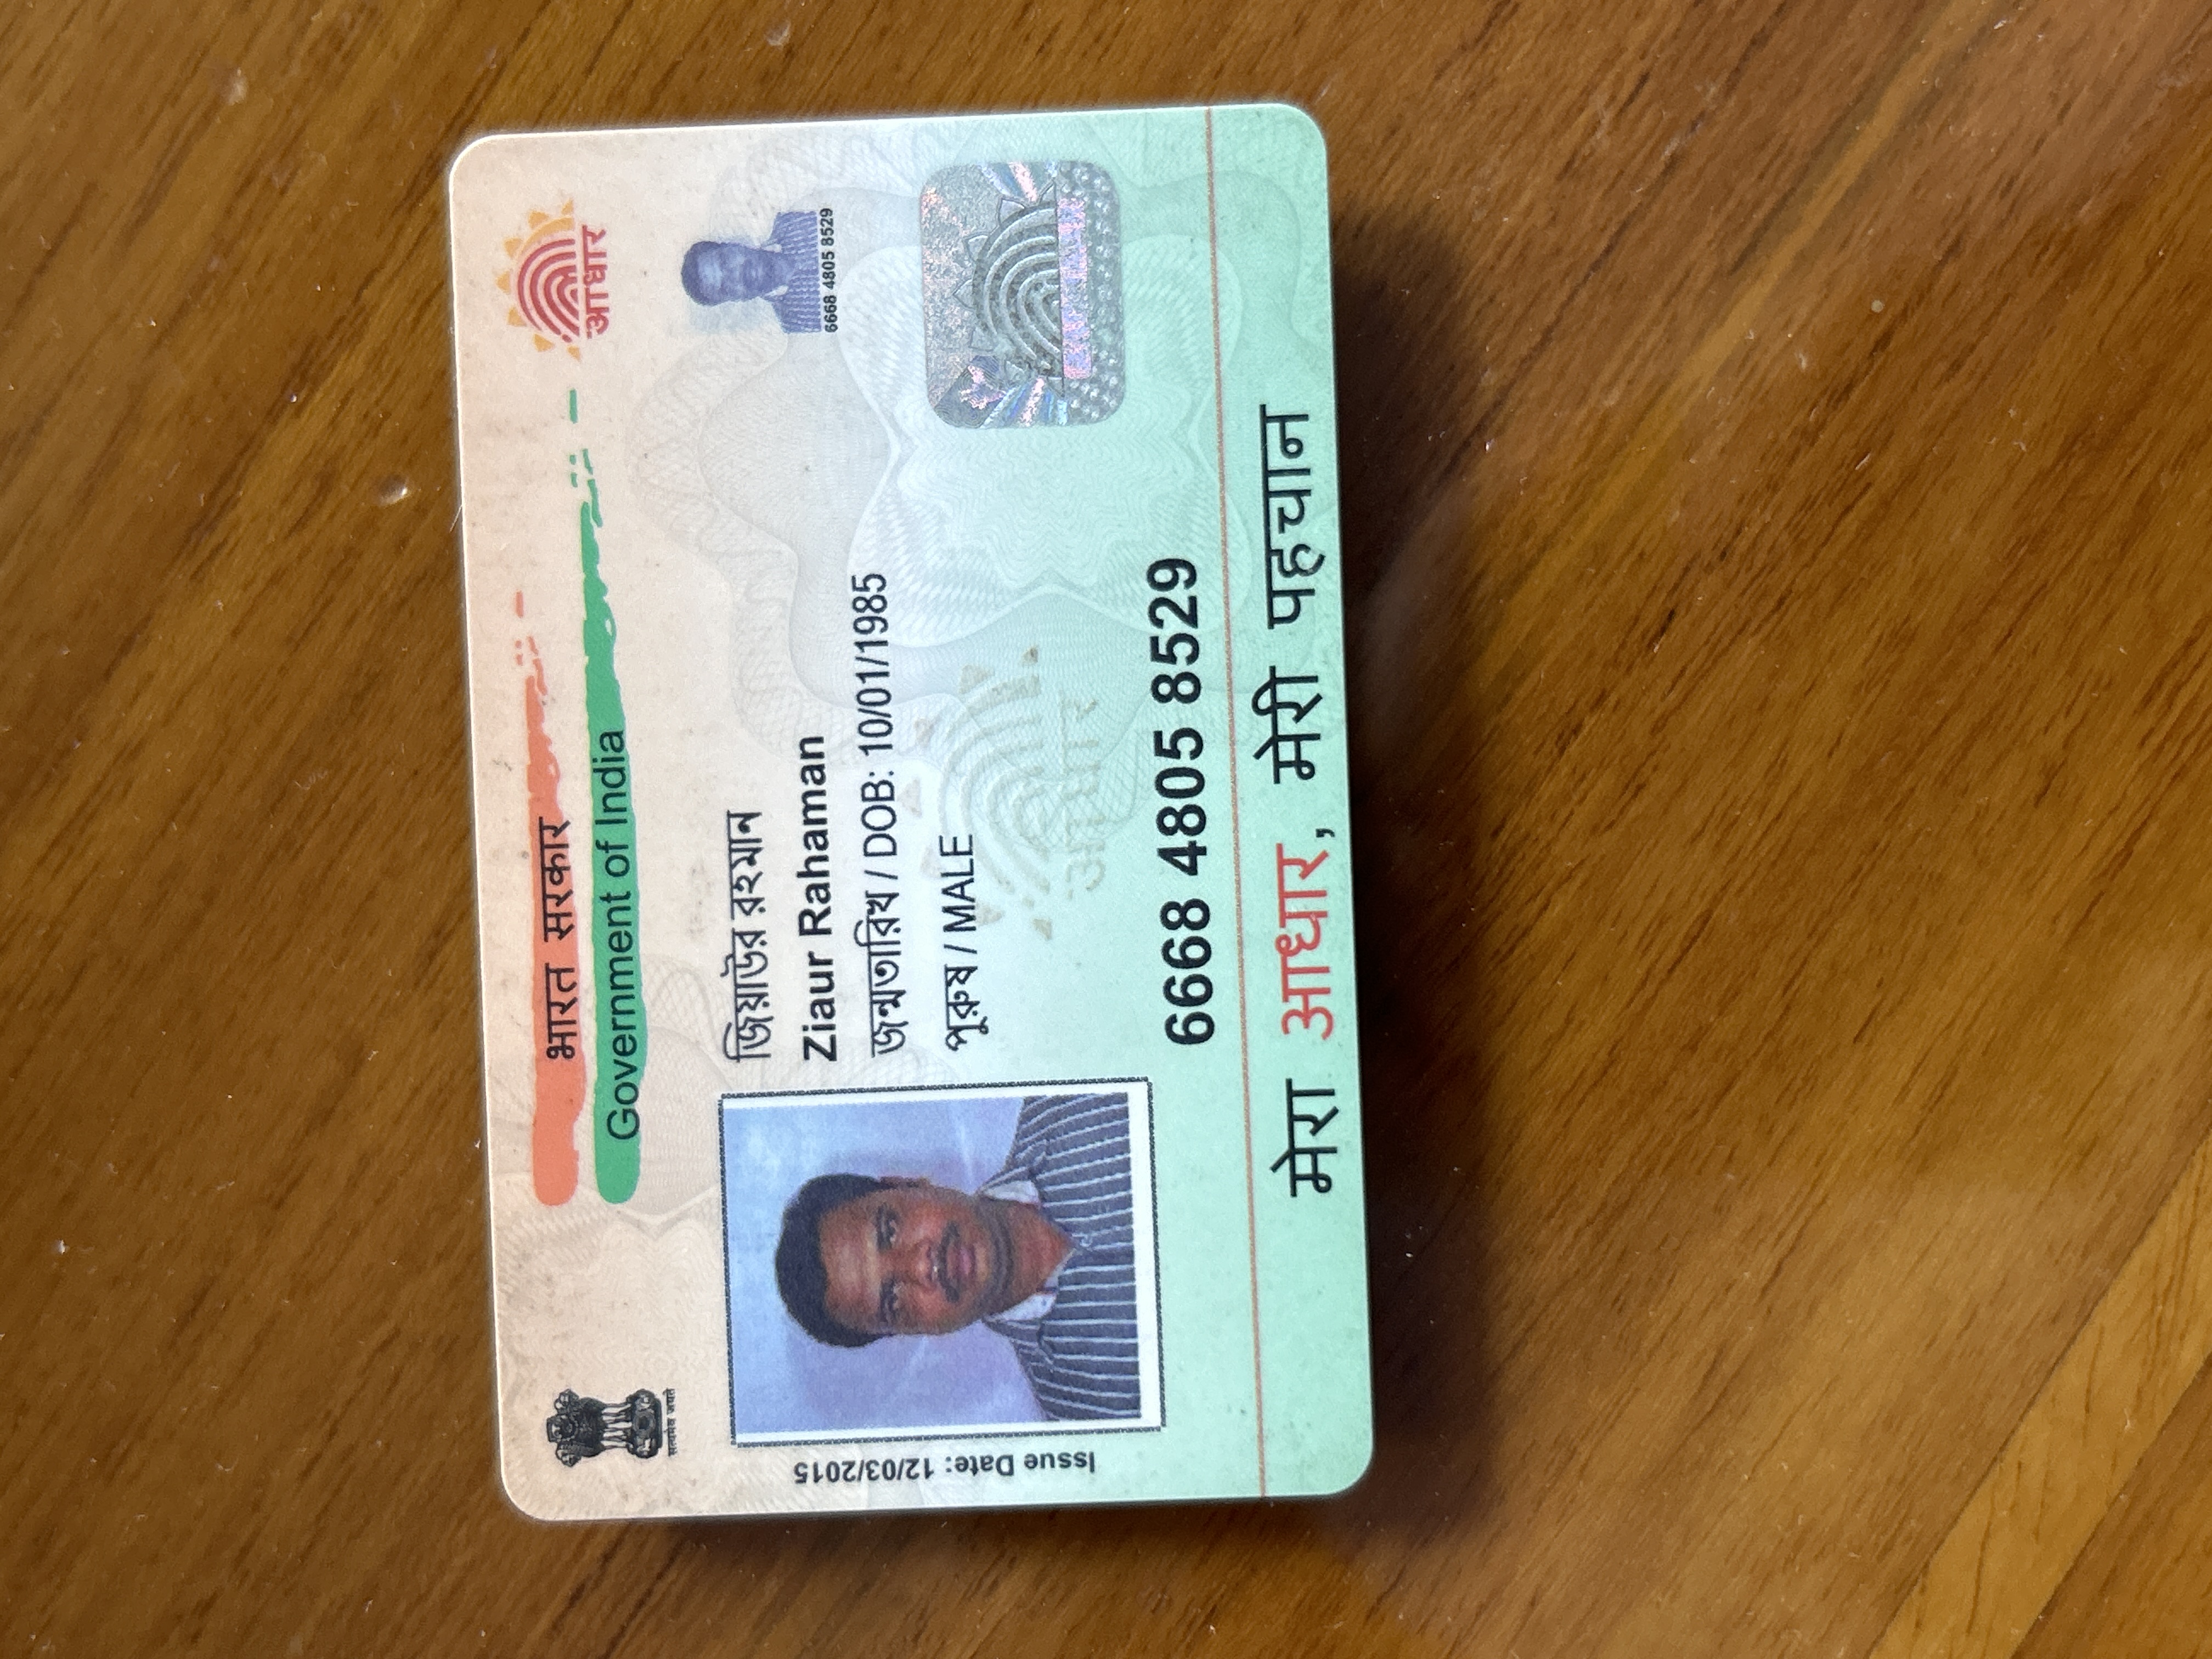 भारत सरकार
Government of India
सत्यमेव जयते
आधार
Issue Date: 12/03/2015
জিয়াউর রহমান
Ziaur Rahaman
জন্মতারিখ / DOB: 10/01/1985
পুরুষ / MALE
6668 4805 8529
आधार
6668 4805 8529
मेरा आधार, मेरी पहचान